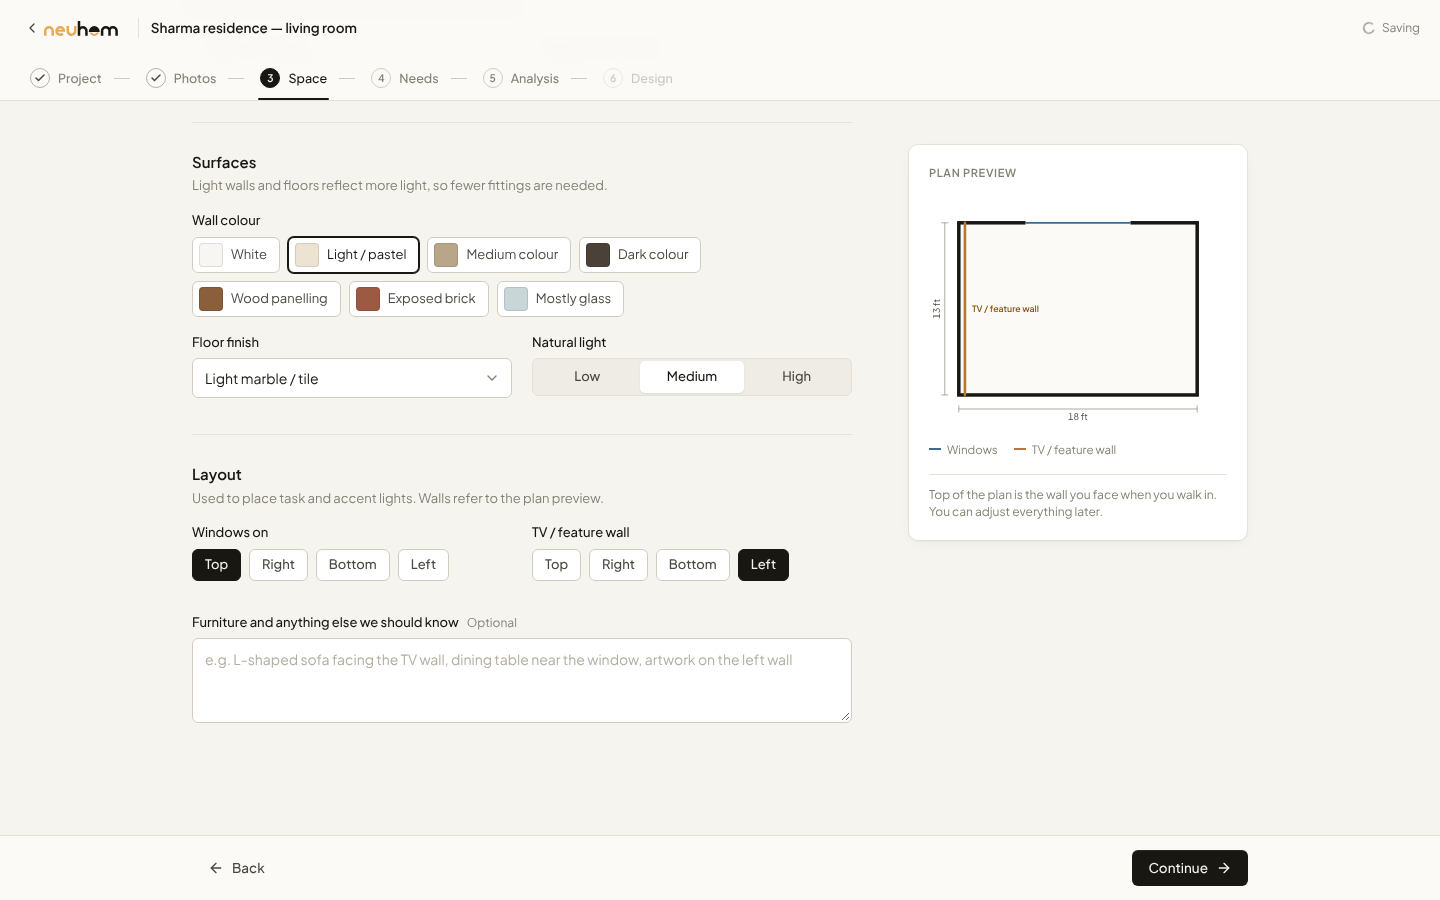 neuhom
Sharma residence — living room
Saving
Project
Photos
3 Space
4 Needs
5 Analysis
6 Design
Surfaces
Light walls and floors reflect more light, so fewer fittings are needed.
Wall colour
White
Light / pastel
Medium colour
Dark colour
Wood panelling
Exposed brick
Mostly glass
Floor finish
Light marble / tile
Natural light
Low
Medium
High
Layout
Used to place task and accent lights. Walls refer to the plan preview.
Windows on
Top
Right
Bottom
Left
TV / feature wall
Top
Right
Bottom
Left
Furniture and anything else we should know Optional
e.g. L-shaped sofa facing the TV wall, dining table near the window, artwork on the left wall
PLAN PREVIEW
13 ft
TV / feature wall
18 ft
Windows
TV / feature wall
Top of the plan is the wall you face when you walk in.
You can adjust everything later.
Back
Continue